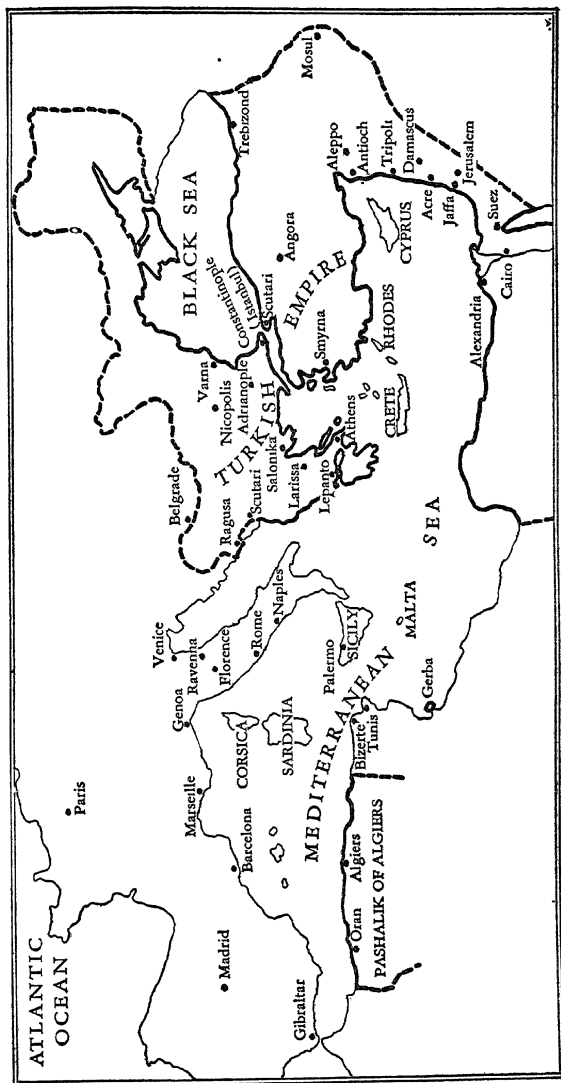 ATLANTIC
OCEAN
Paris
Madrid
Gibraltar
Barcelona
Marseille
Genoa
Venice
Ravenna
Florence
Rome
Naples
CORSICA
SARDINIA
Palermo
SICILY
MALTA
MEDITERRANEAN
SEA
Oran
Algiers
PASHALIK OF ALGIERS
Bizerte
Tunis
Gerba
Belgrade
Ragusa
Scutari
TURKISH
EMPIRE
Nicopolis
Varna
Adrianople
Constantinople
(Istanbul)
Scutari
Salonika
Larissa
Lepanto
Athens
CRETE
RHODES
Smyrna
Angora
BLACK SEA
Trebizond
Mosul
CYPRUS
Aleppo
Antioch
Tripoli
Damascus
Acre
Jaffa
Jerusalem
Suez
Cairo
Alexandria